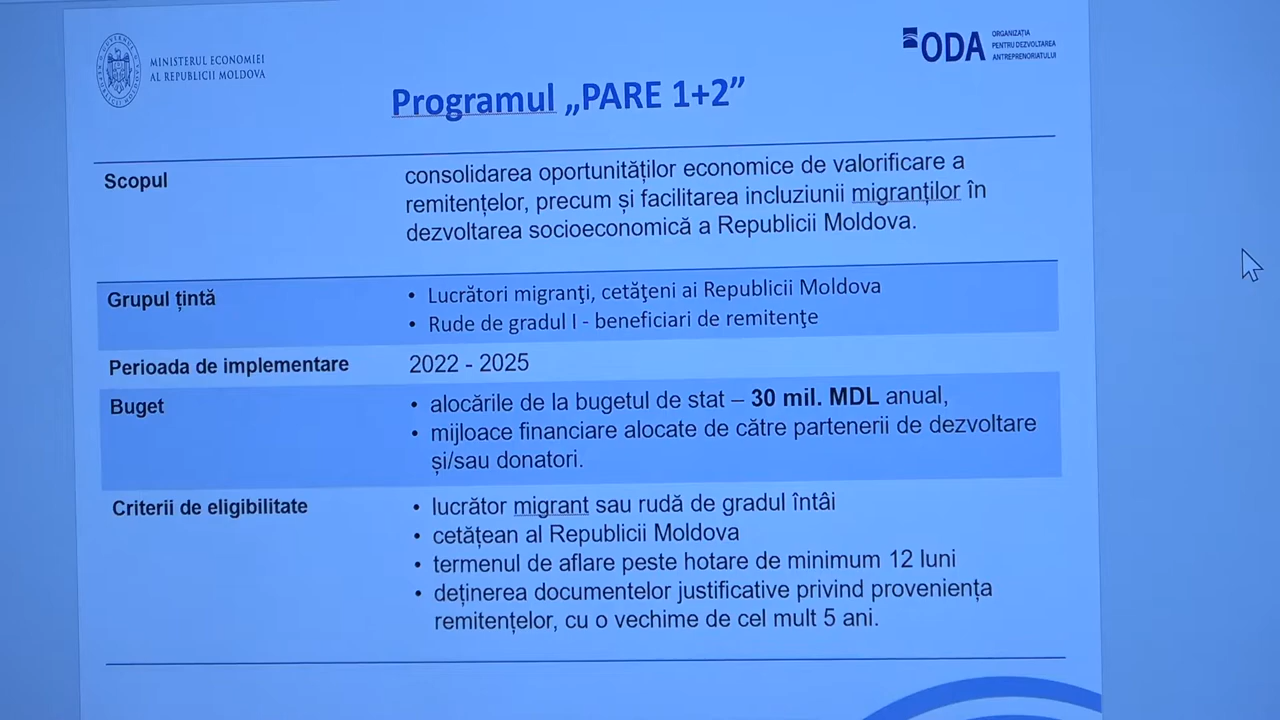 MINISTERUL ECONOMIEI
AL REPUBLICII MOLDOVA
ODA
ORGANIZAȚIA
PENTRU DEZVOLTAREA
ANTREPRENORIATULUI
Programul „PARE 1+2”
Scopul
consolidarea oportunităților economice de valorificare a
remitențelor, precum și facilitarea incluziunii migranților în
dezvoltarea socioeconomică a Republicii Moldova.
Grupul țintă
• Lucrători migranţi, cetăţeni ai Republicii Moldova
• Rude de gradul I - beneficiari de remitenţe
Perioada de implementare
2022 - 2025
Buget
• alocările de la bugetul de stat – 30 mil. MDL anual,
• mijloace financiare alocate de către partenerii de dezvoltare
și/sau donatori.
Criterii de eligibilitate
• lucrător migrant sau rudă de gradul întâi
• cetățean al Republicii Moldova
• termenul de aflare peste hotare de minimum 12 luni
• deținerea documentelor justificative privind proveniența
remitențelor, cu o vechime de cel mult 5 ani.